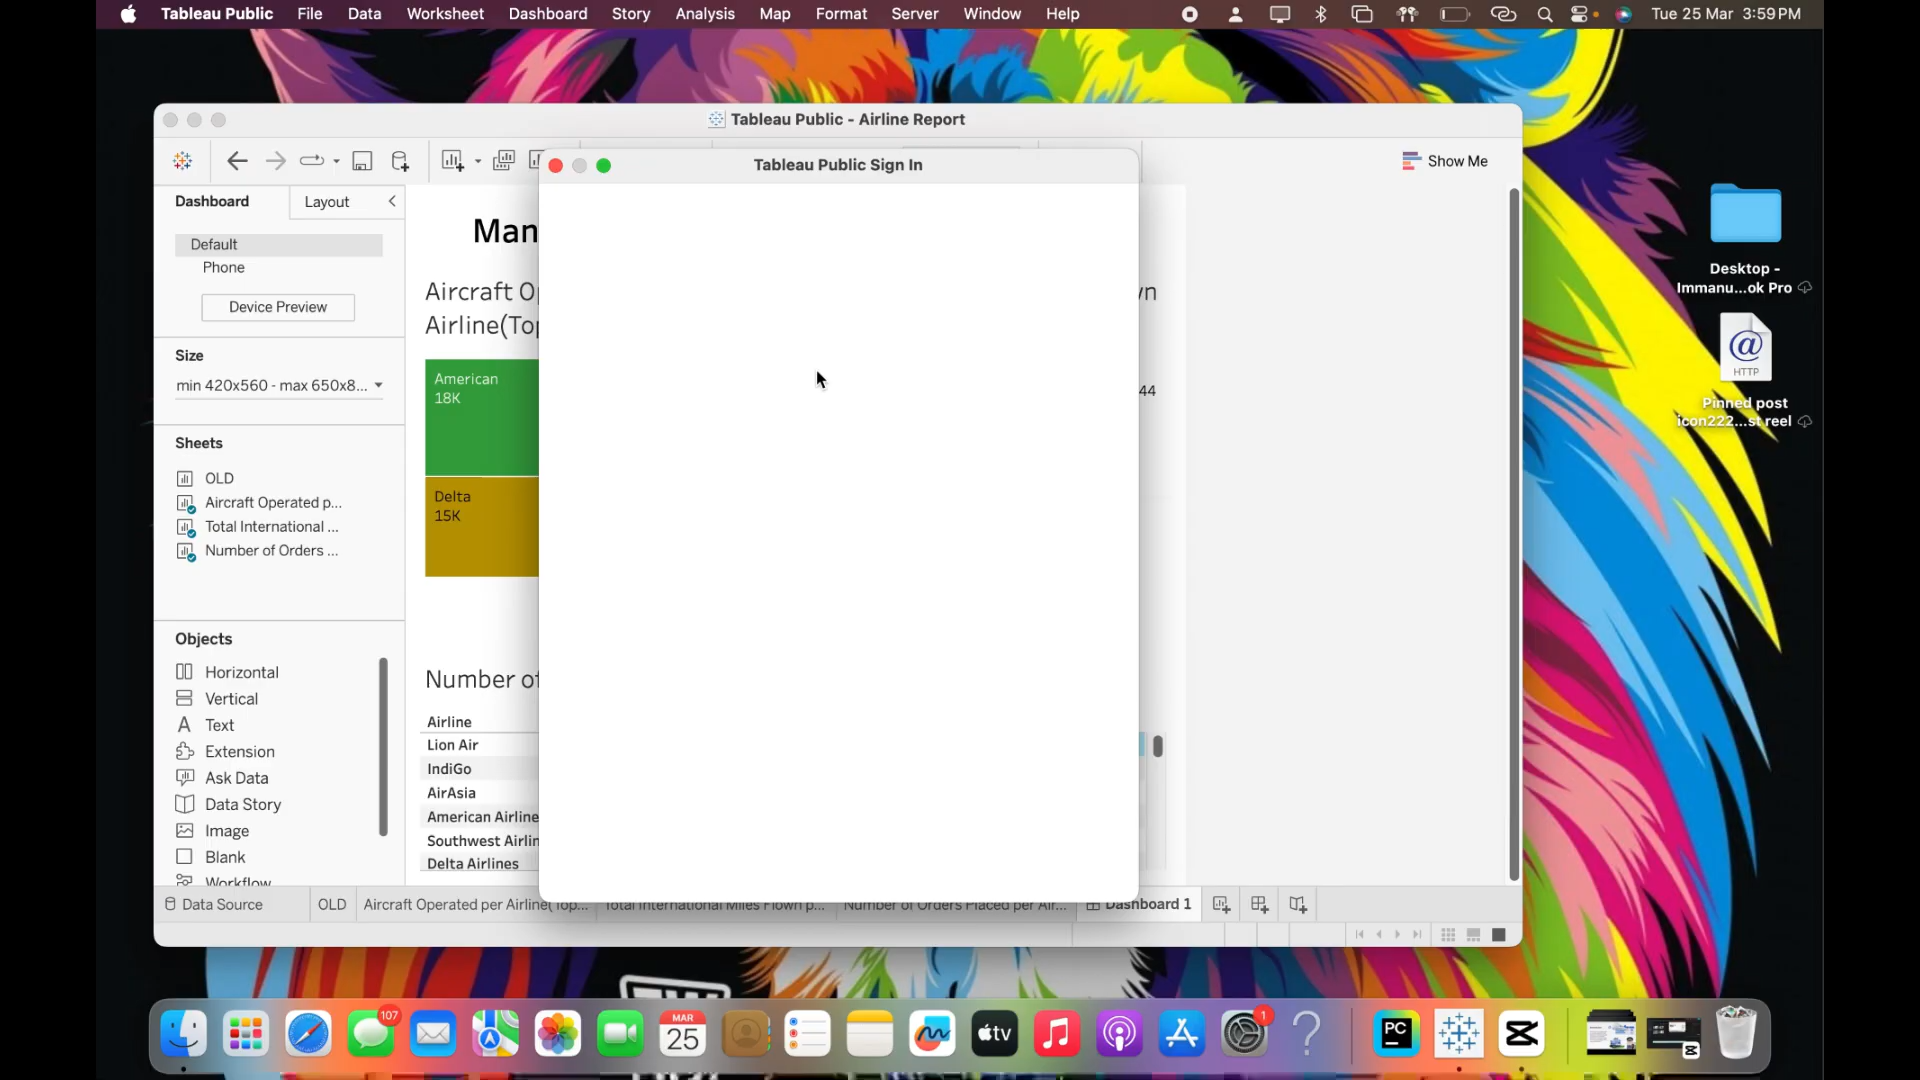 Tableau Public File Data Worksheet Dashboard Story Analysis Map Format Server Window Help Tue 25 Mar 3:59PM
Tableau Public - Airline Report
Show Me
Tableau Public Sign In
Dashboard Layout
Default
Phone
Device Preview
Size
min 420x560 - max 650x8...
Sheets
OLD
Aircraft Operated p...
Total International ...
Number of Orders ...
Objects
Horizontal
Vertical
Text
Extension
Ask Data
Data Story
Image
Blank
Workflow
Man
Aircraft O
Airline(Top
American
18K
Delta
15K
44
Number of
Airline
Lion Air
IndiGo
AirAsia
American Airline
Southwest Airlin
Delta Airlines
Data Source OLD Aircraft Operated per Airline(Top... Total International Miles Flown p... Number of Orders Placed per Air... Dashboard 1
Desktop -
Immanu...ok Pro
@
HTTP
Pinned post
icon222...st reel
107
MAR
25
tv
1
?
PC